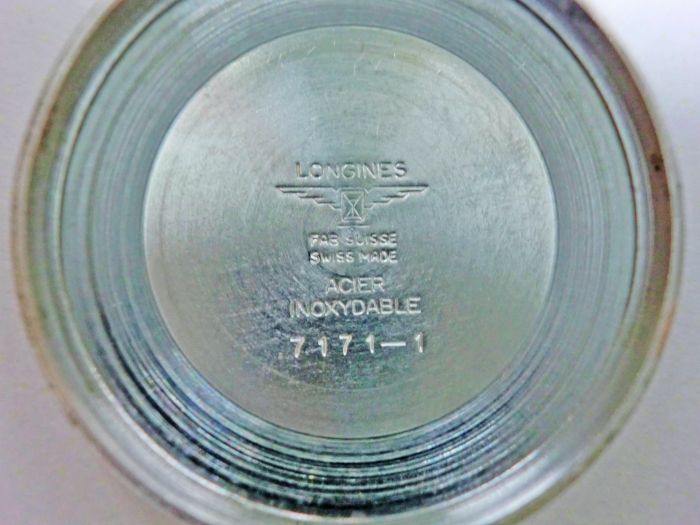 LONGINES
FAB SUISSE
SWISS MADE
ACIER
INOXYDABLE
7171-1